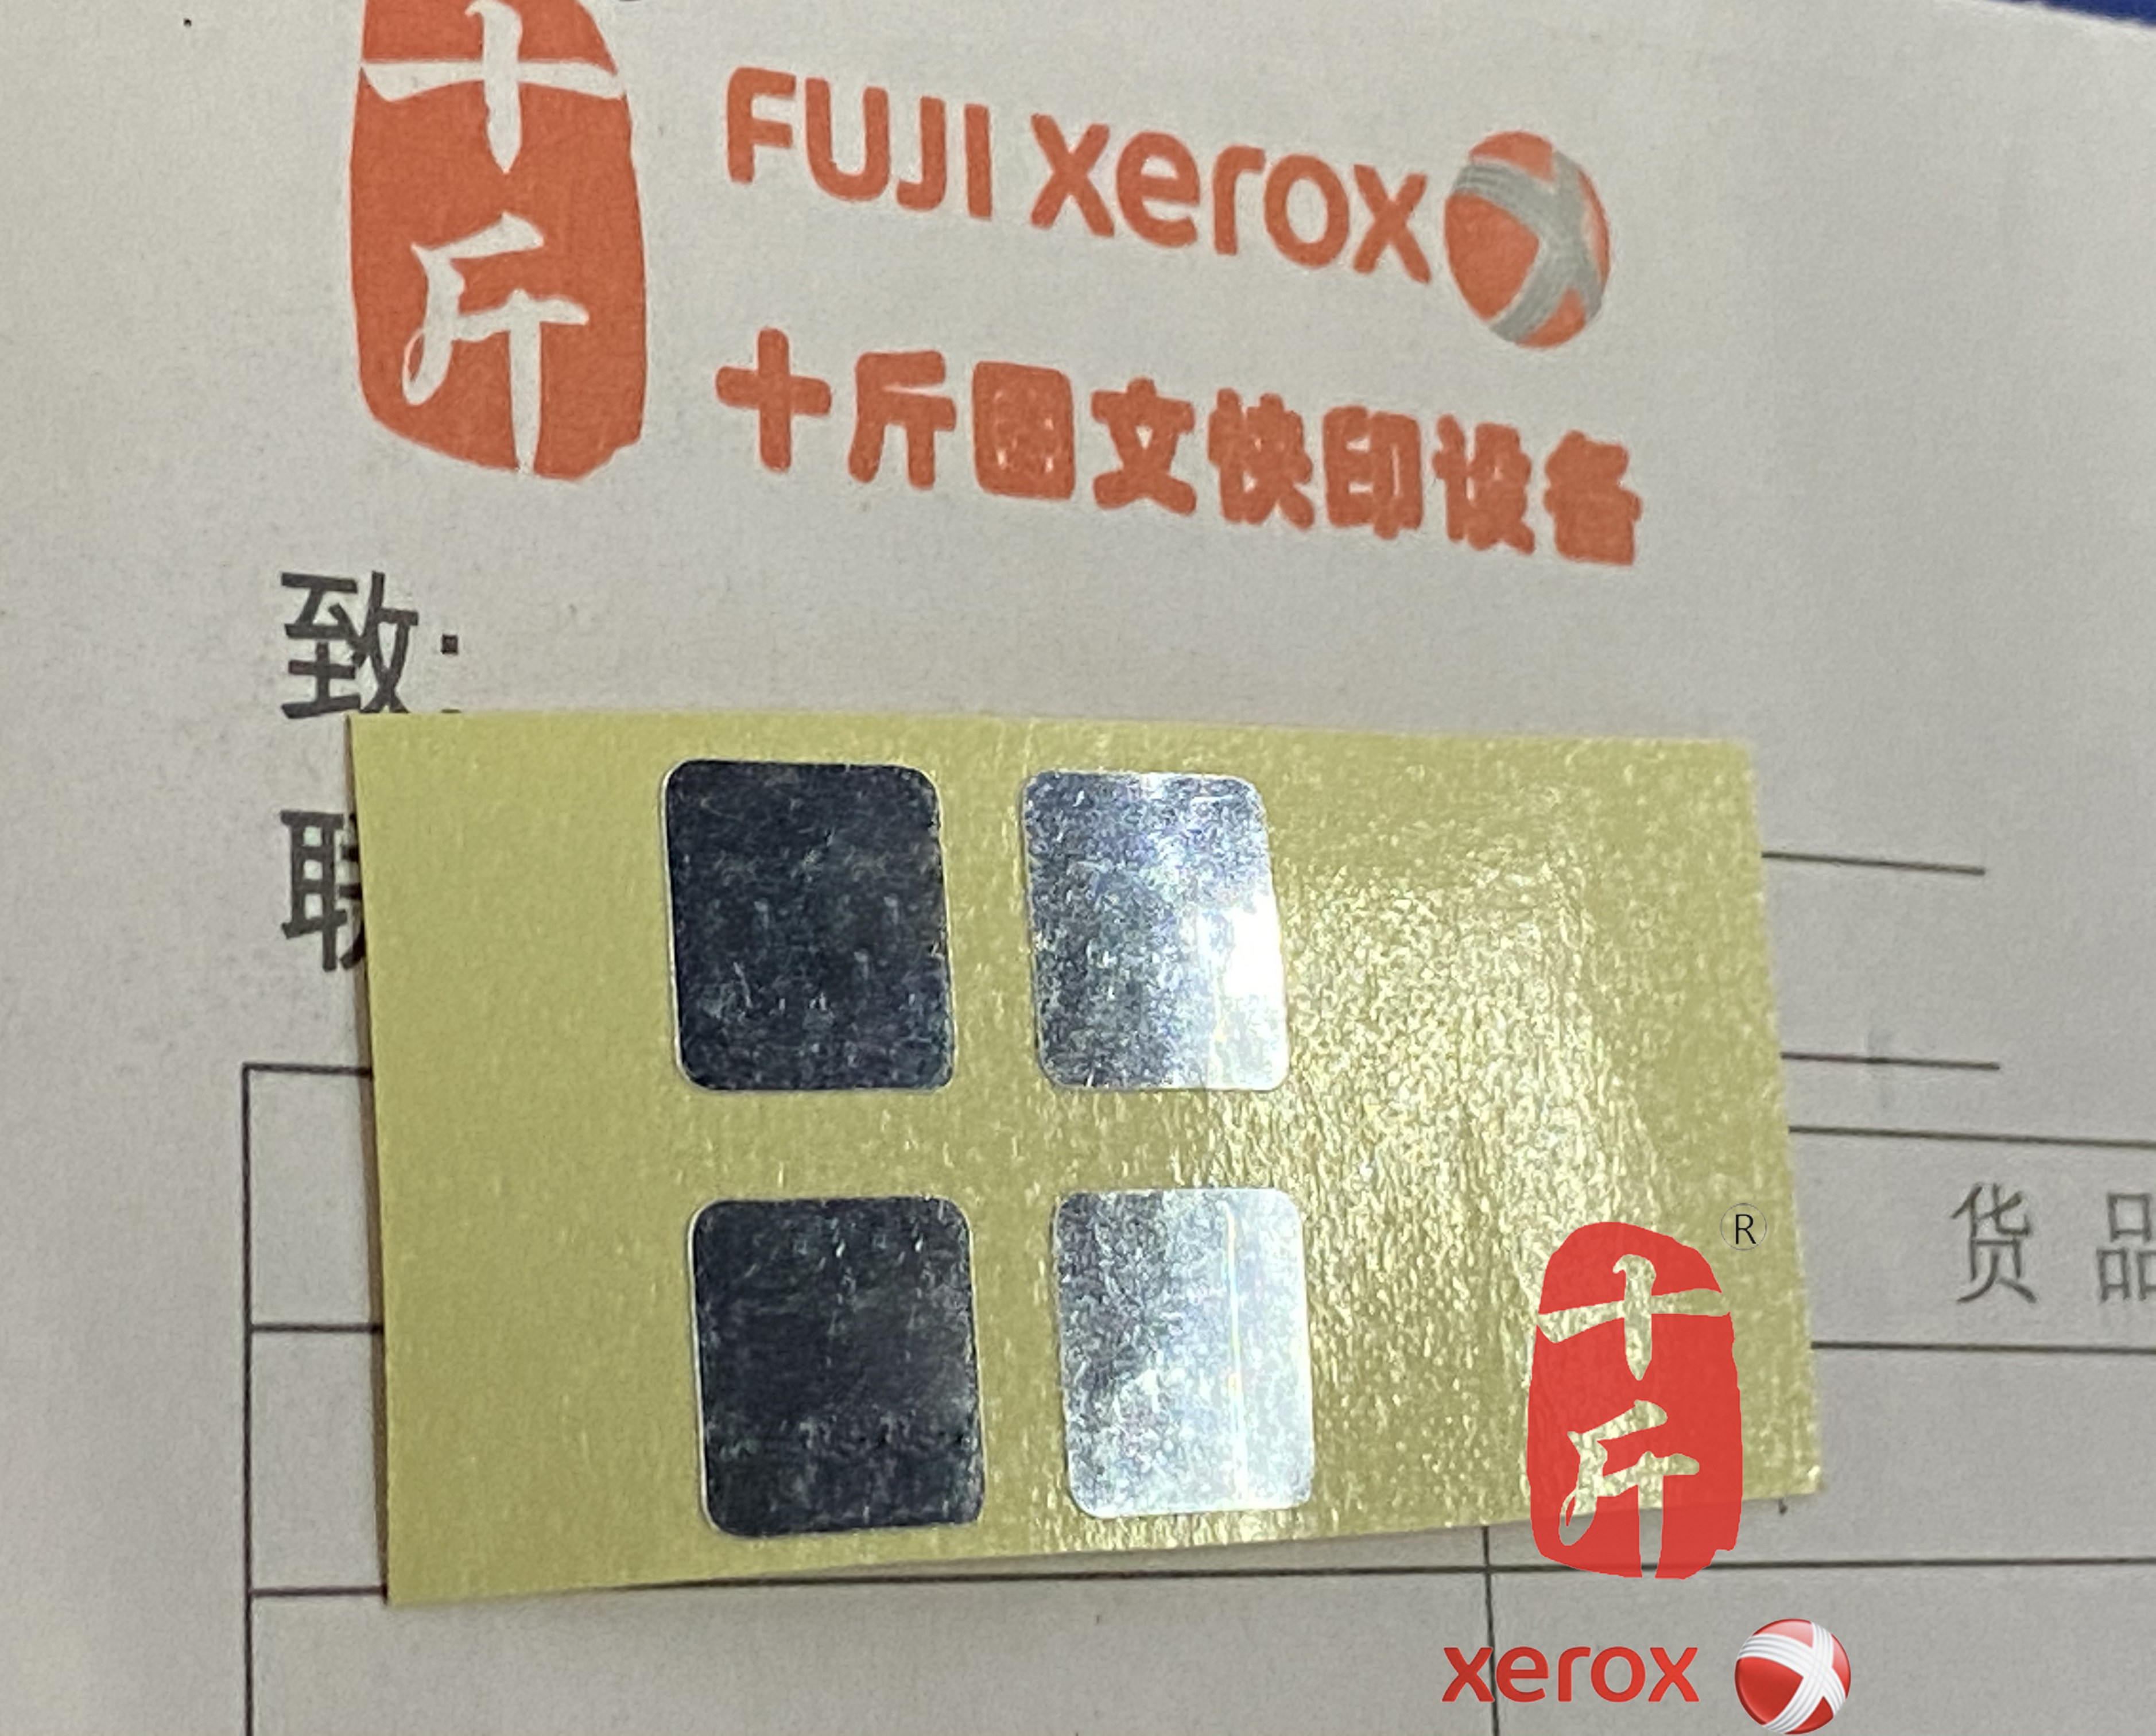 十斤
FUJI xerox
十斤图文快印设备
致:
联
货 品
®
十斤
xerox